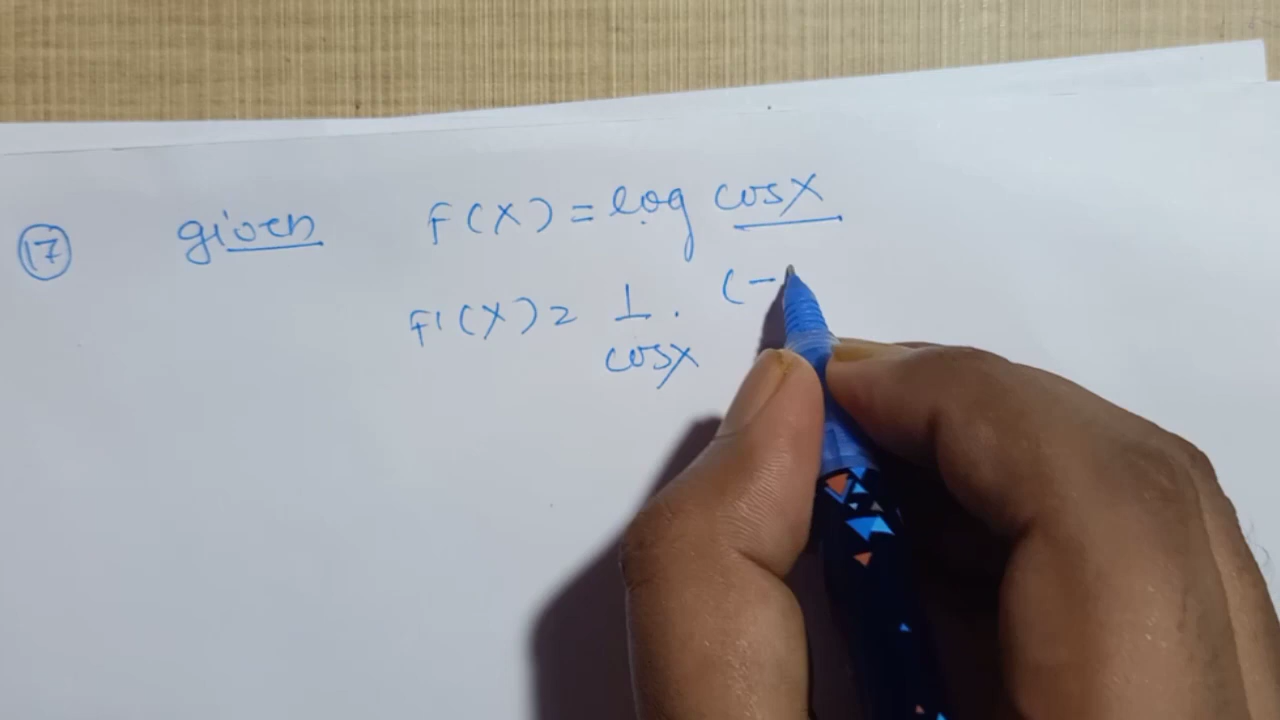 17 given F(X) = log cosx
F'(X) = 1/cosx . (-